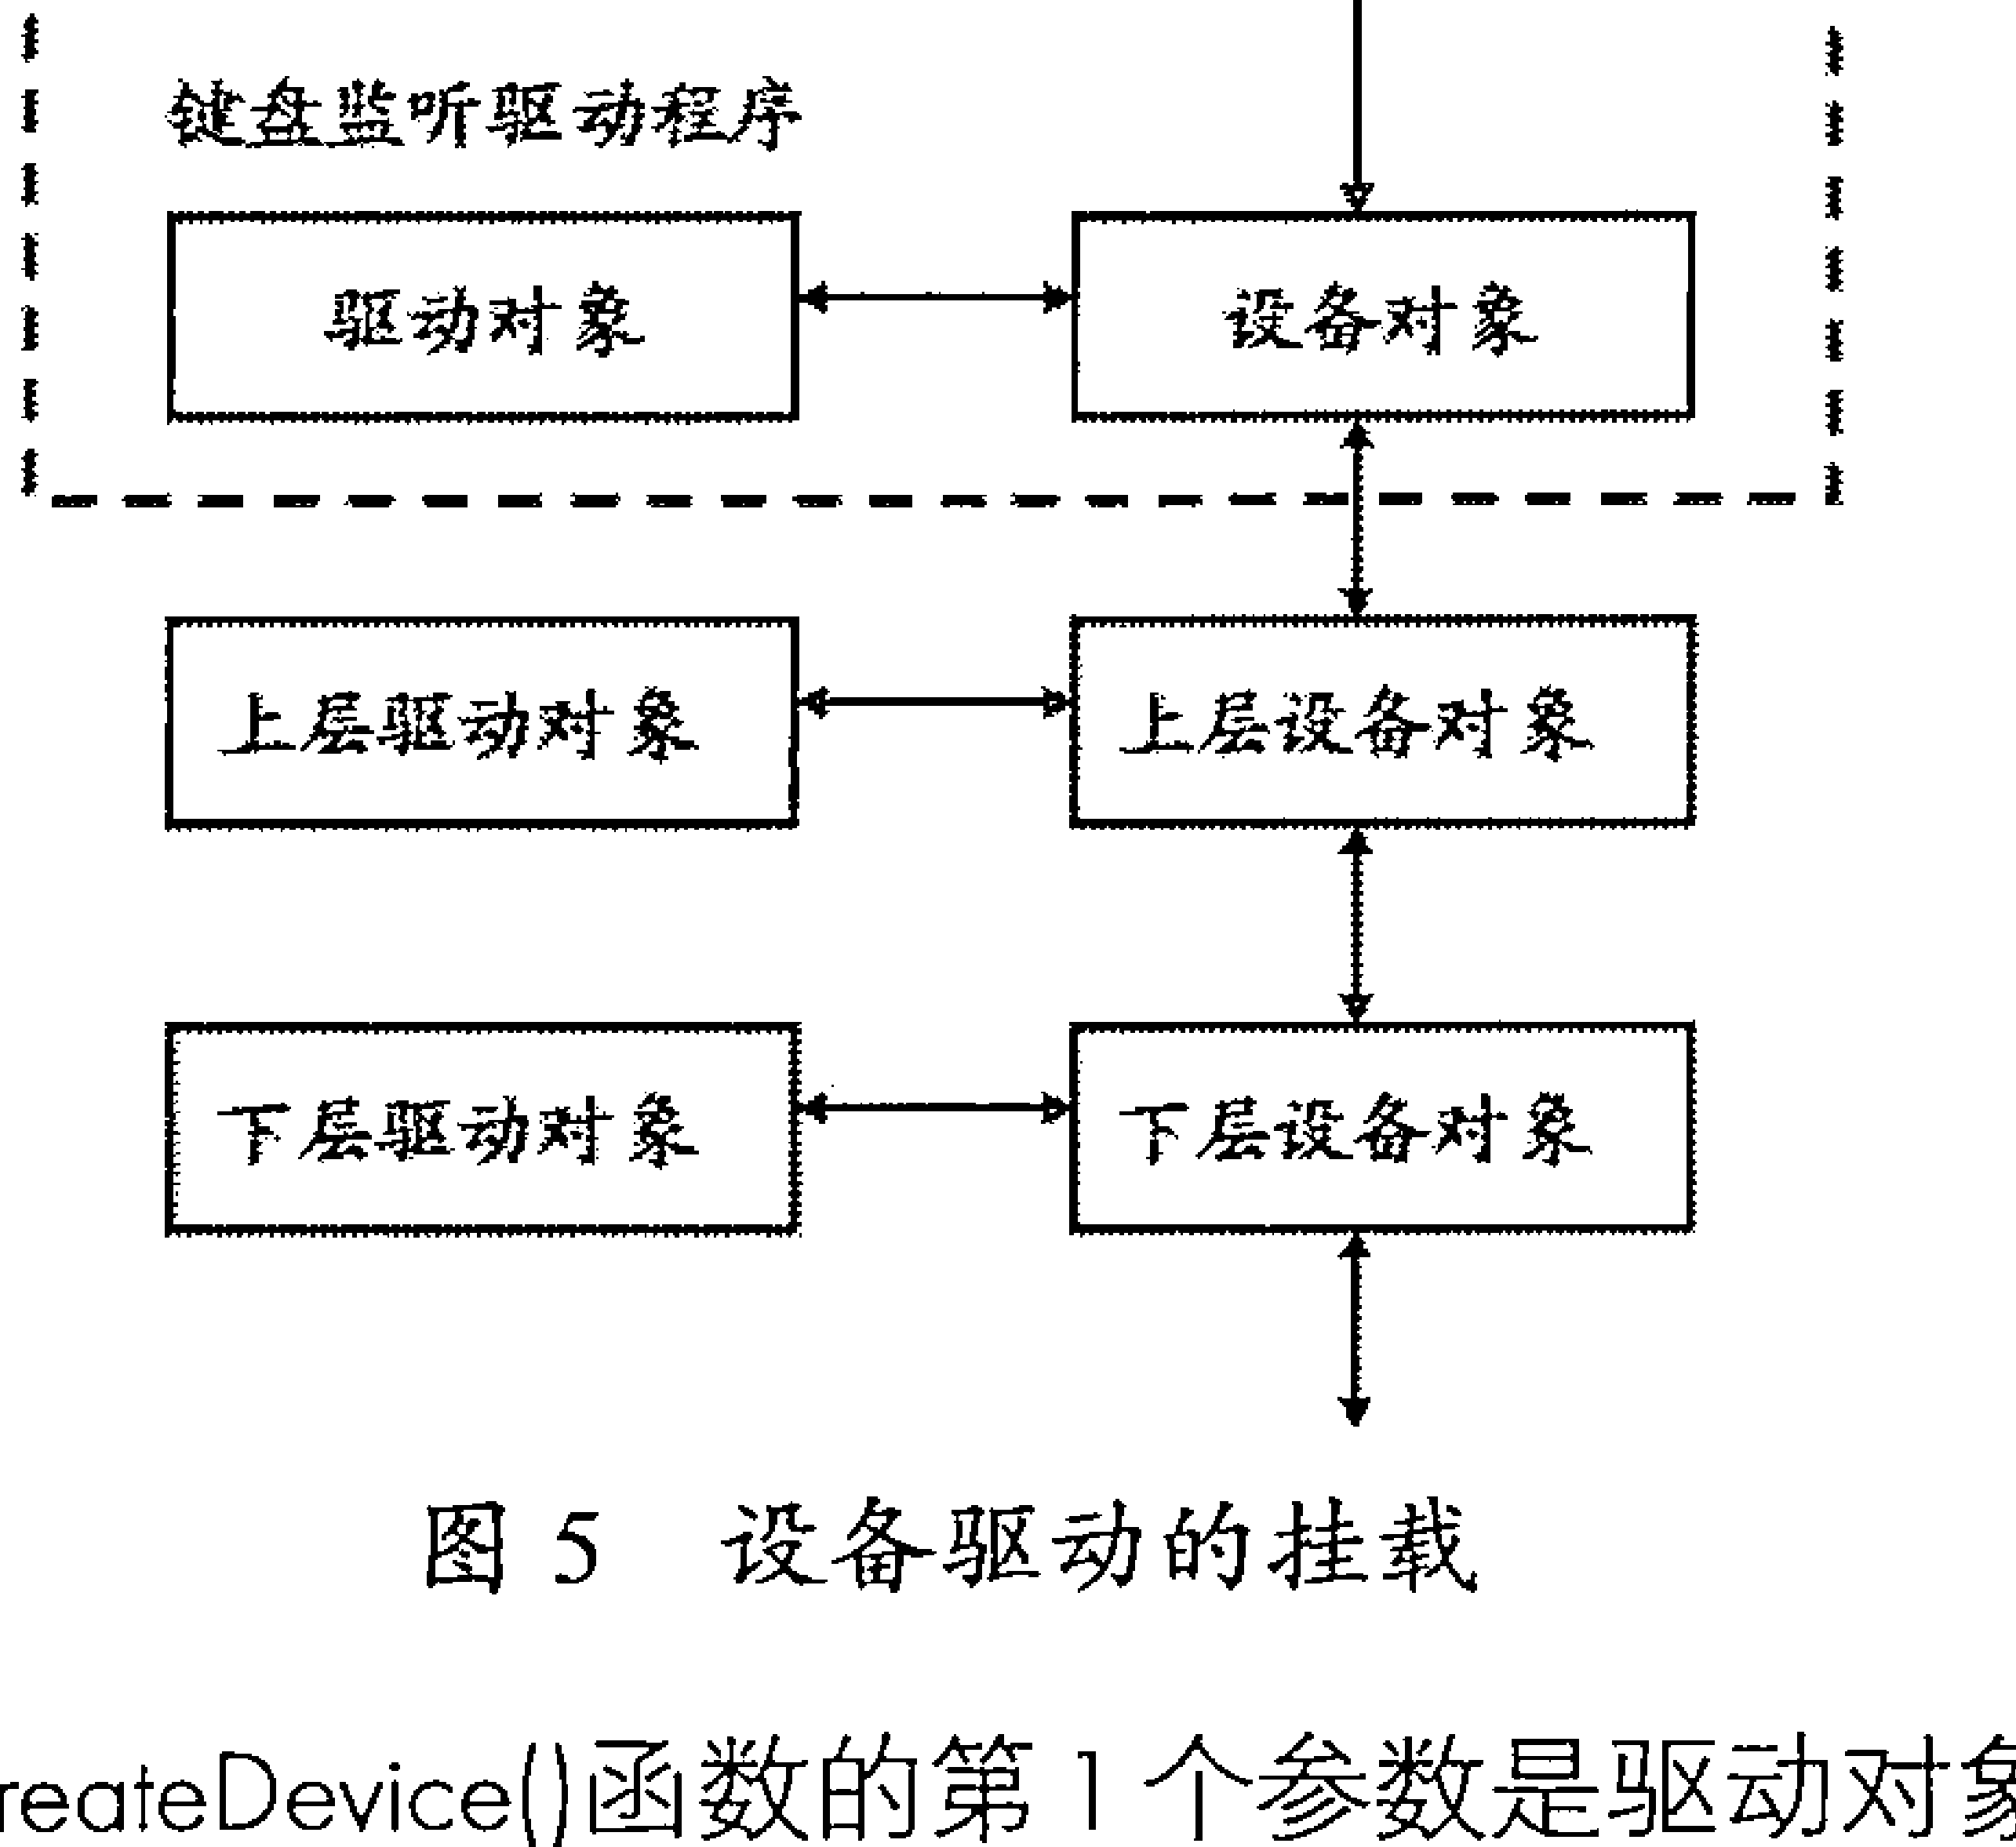 键盘监听驱动程序
驱动对象 设备对象
上层驱动对象 上层设备对象
下层驱动对象 下层设备对象
图 5 设备驱动的挂载
reateDevice()函数的第 1 个参数是驱动对象